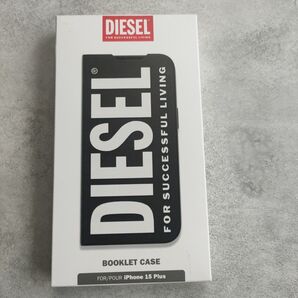 DIESEL
FOR SUCCESSFUL LIVING
DIESEL®
FOR SUCCESSFUL LIVING
BOOKLET CASE
FOR/POUR iPhone 15 Plus